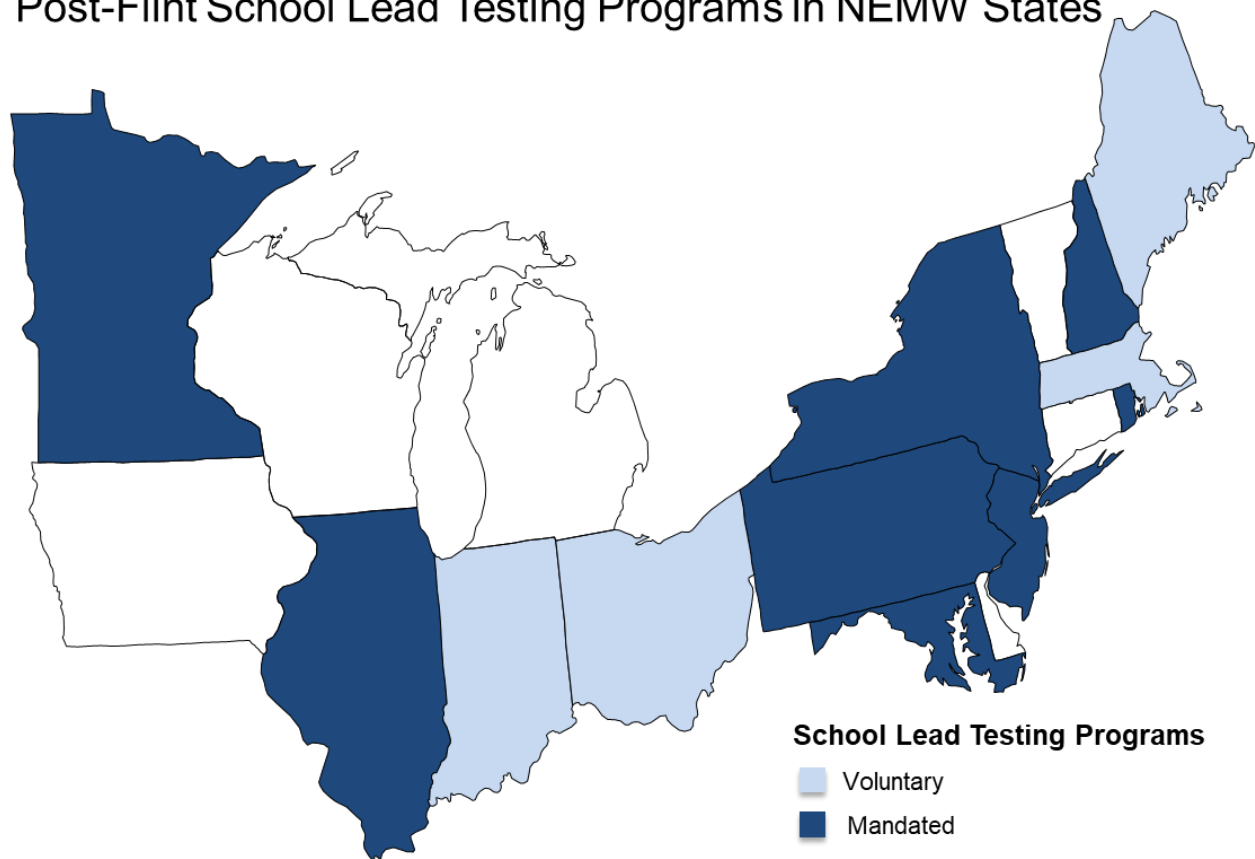 Post-Flint School Lead Testing Programs in NEMW States
School Lead Testing Programs
Voluntary
Mandated